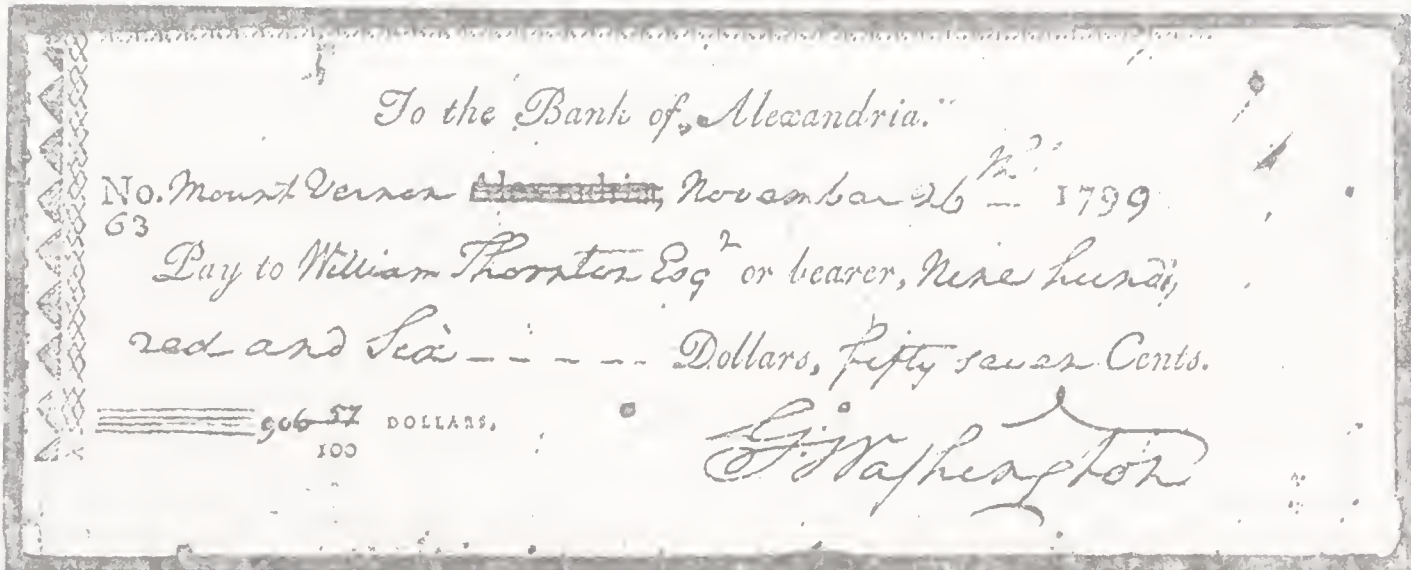 To the Bank of Alexandria.
No. Mount Vernon Alexandria, November 26th 1799
63
Pay to William Thornton Esqr or bearer, Nine hund,
red and Six - - - - - Dollars, fifty seven Cents.
906 57/100 DOLLARS.
G. Washington